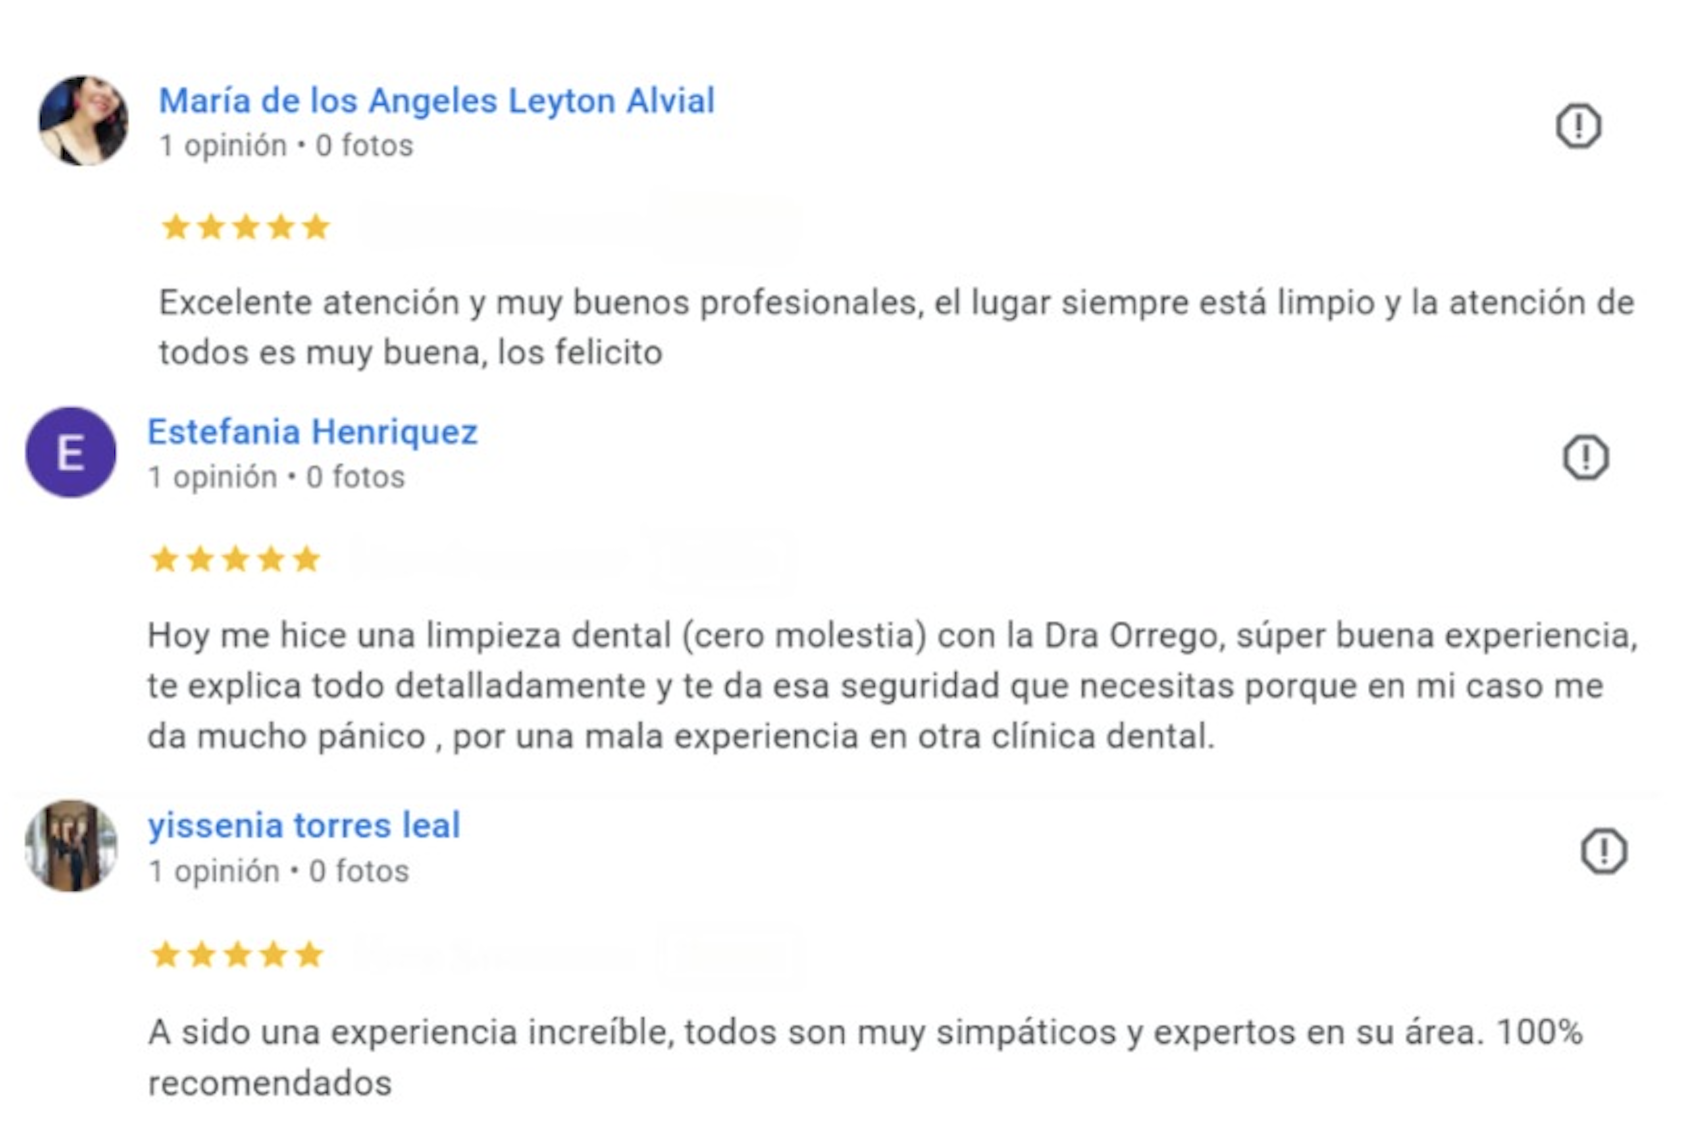 María de los Angeles Leyton Alvial
1 opinión • 0 fotos
Excelente atención y muy buenos profesionales, el lugar siempre está limpio y la atención de
todos es muy buena, los felicito
E
Estefania Henriquez
1 opinión • 0 fotos
Hoy me hice una limpieza dental (cero molestia) con la Dra Orrego, súper buena experiencia,
te explica todo detalladamente y te da esa seguridad que necesitas porque en mi caso me
da mucho pánico , por una mala experiencia en otra clínica dental.
yissenia torres leal
1 opinión • 0 fotos
A sido una experiencia increíble, todos son muy simpáticos y expertos en su área. 100%
recomendados